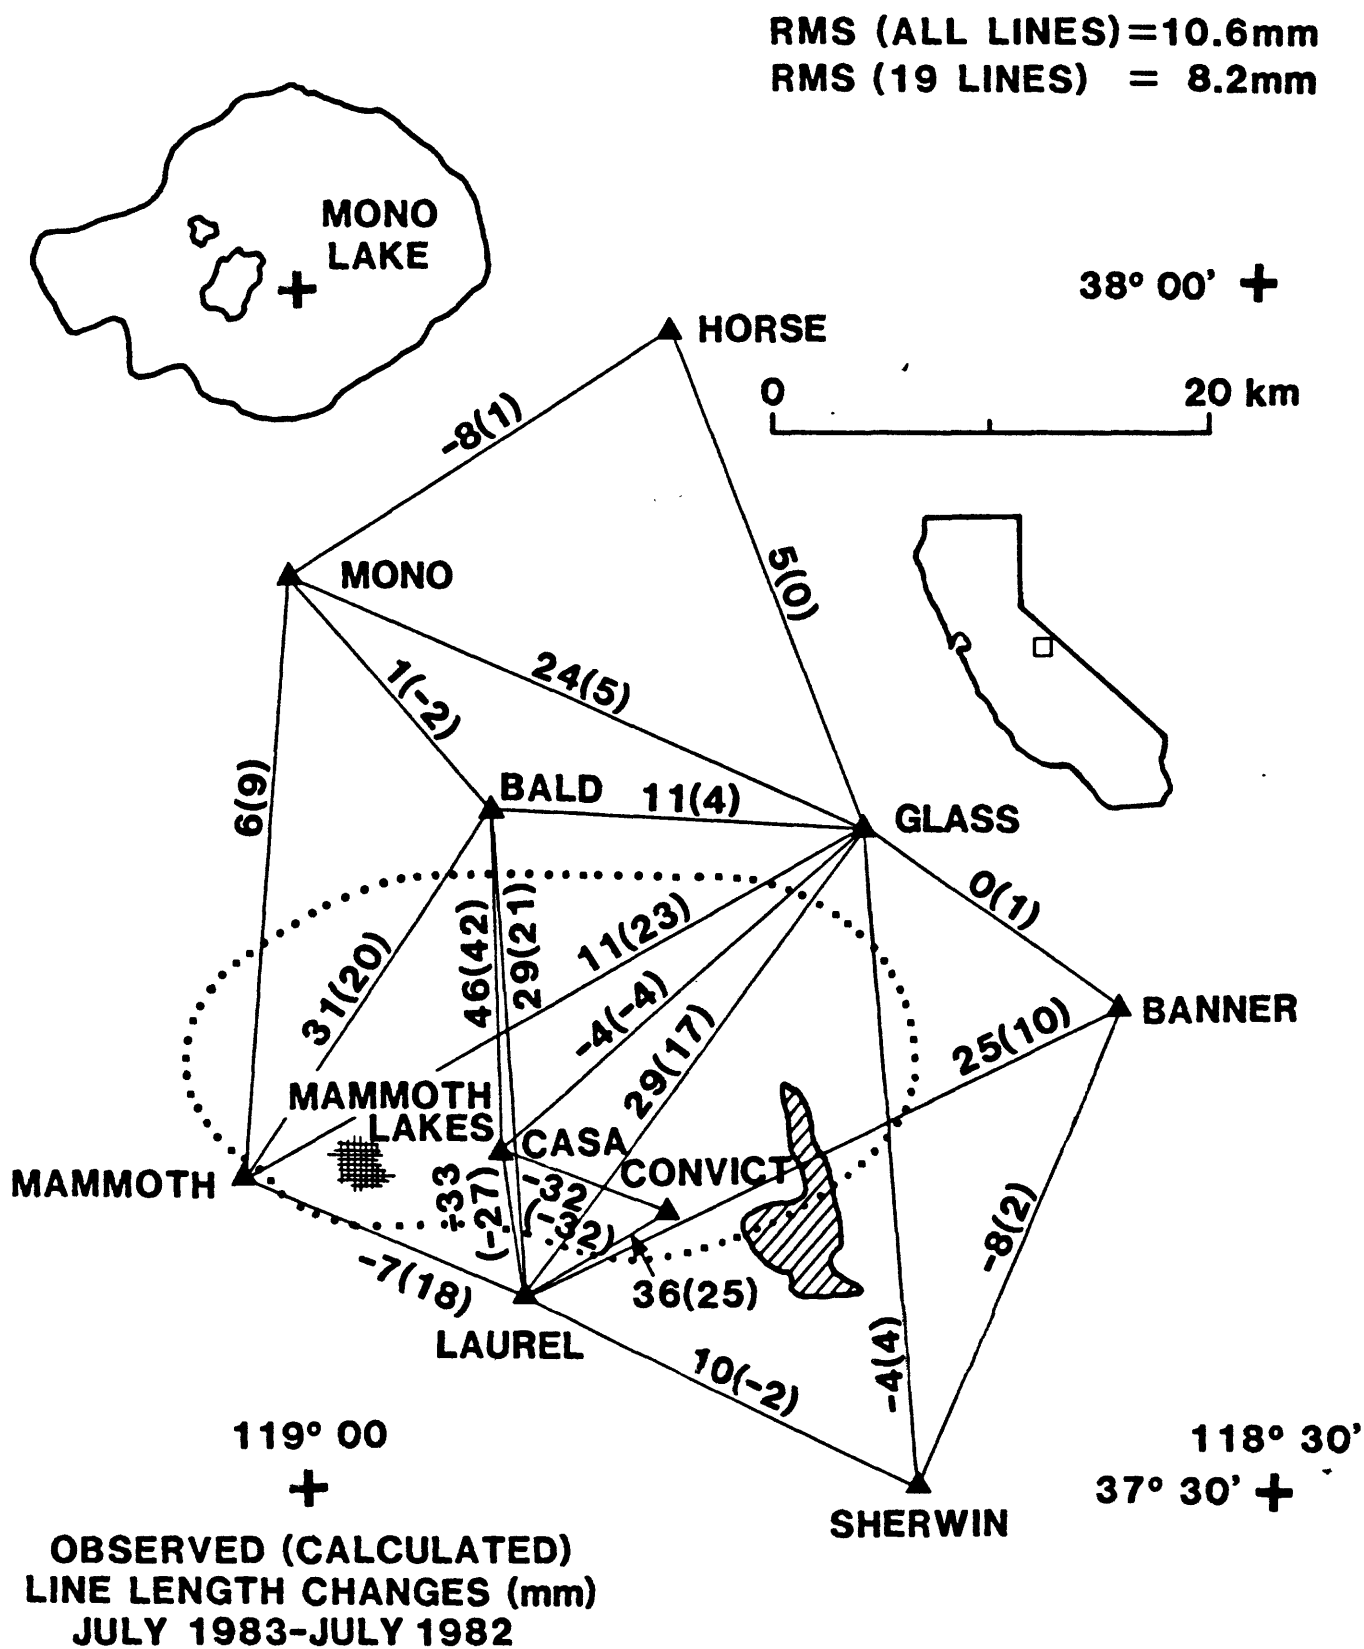 RMS (ALL LINES)=10.6mm
RMS (19 LINES) = 8.2mm
MONO
LAKE
38° 00'
HORSE
0 20 km
-8(1)
5(0)
MONO
24(5)
1(-2)
6(9)
BALD
11(4)
GLASS
0(1)
46(42)
29(21)
11(23)
31(20)
-4(-4)
29(17)
25(10)
BANNER
MAMMOTH
LAKES
CASA
CONVICT
MAMMOTH
-33
(-27)
-32
(-32)
-8(2)
-7(18)
36(25)
LAUREL
-4(4)
10(-2)
119° 00
118° 30'
37° 30'
SHERWIN
OBSERVED (CALCULATED)
LINE LENGTH CHANGES (mm)
JULY 1983-JULY 1982